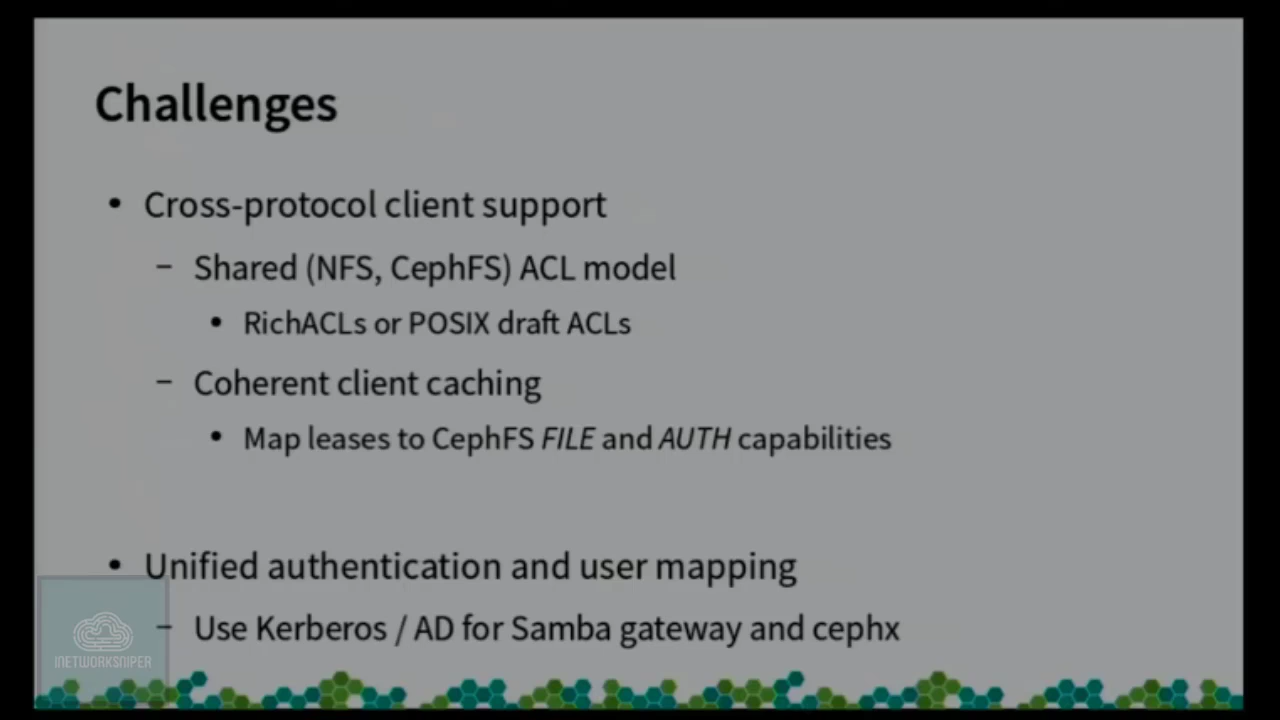 Challenges
• Cross-protocol client support
– Shared (NFS, CephFS) ACL model
• RichACLs or POSIX draft ACLs
– Coherent client caching
• Map leases to CephFS FILE and AUTH capabilities
• Unified authentication and user mapping
– Use Kerberos / AD for Samba gateway and cephx
INETWORKSNIPER